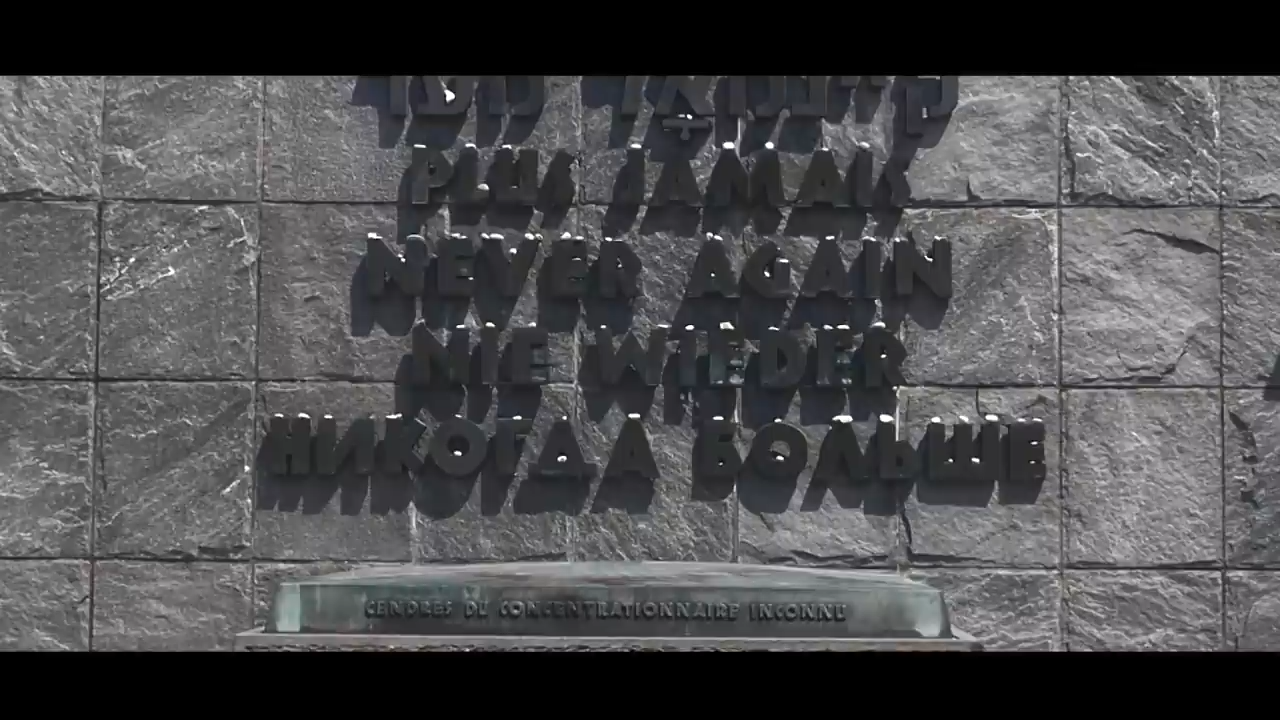 PLUS JAMAIS
NEVER AGAIN
NIE WIEDER
НИКОГДА БОЛЬШЕ
CENDRES DU CONCENTRATIONNAIRE INCONNU